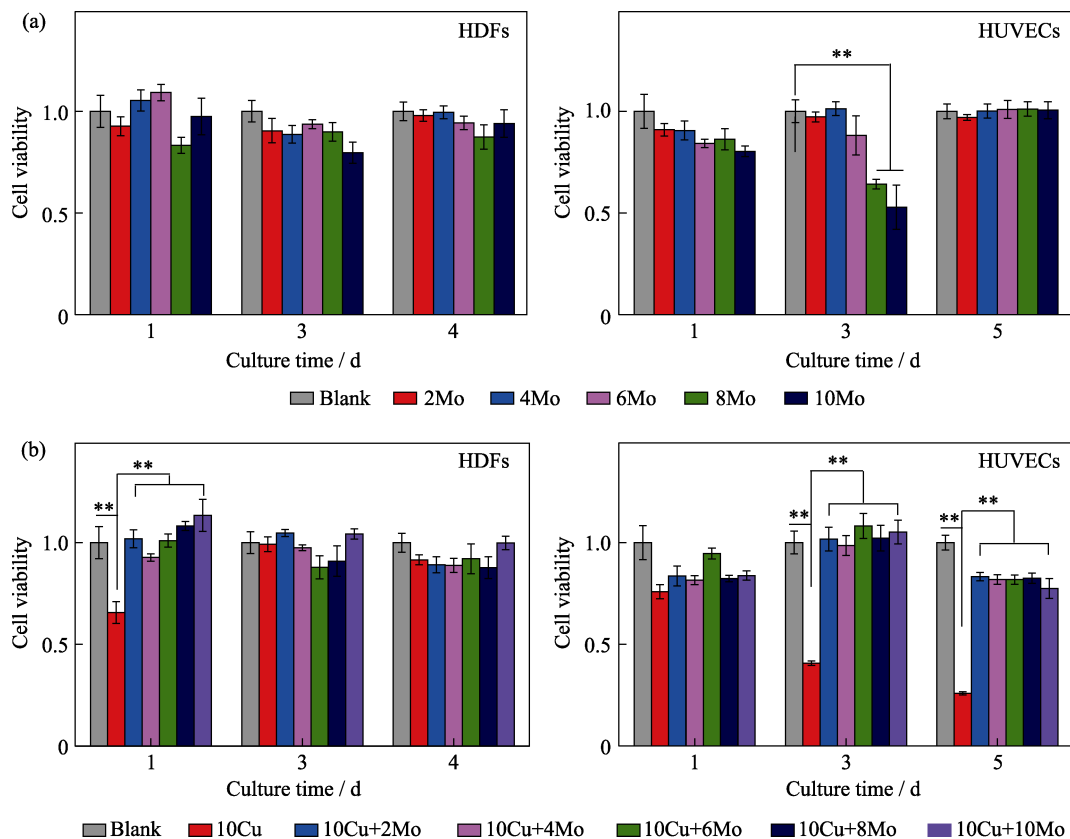 (a)
HDFs
Cell viability
1.0
0.5
0
1 3 4
Culture time / d
HUVECs
**
Cell viability
1.0
0.5
0
1 3 5
Culture time / d
Blank 2Mo 4Mo 6Mo 8Mo 10Mo
(b)
HDFs
**
**
Cell viability
1.0
0.5
0
1 3 4
Culture time / d
HUVECs
**
**
**
**
Cell viability
1.0
0.5
0
1 3 5
Culture time / d
Blank 10Cu 10Cu+2Mo 10Cu+4Mo 10Cu+6Mo 10Cu+8Mo 10Cu+10Mo